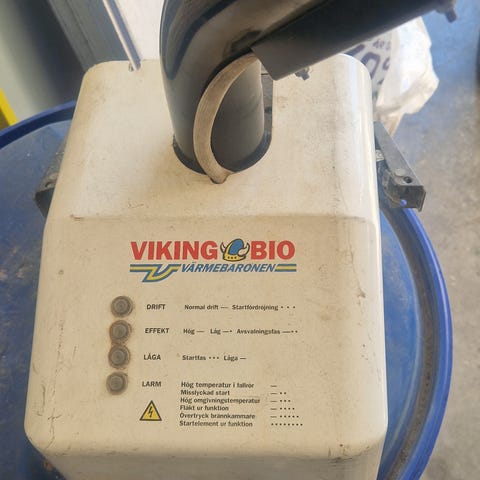 VIKING BIO
VÄRMEBARONEN
DRIFT Normal drift — Startfördröjning • • •
EFFEKT Hög — Låg —• Avsvalningsfas —••
LÅGA Startfas • • • Låga —
LARM Hög temperatur i fallrör —
Misslyckad start — ••
Hög omgivningstemperatur — •••
Fläkt ur funktion — ••••
Övertryck brännkammare — •••••
Startelement ur funktion ••••••••